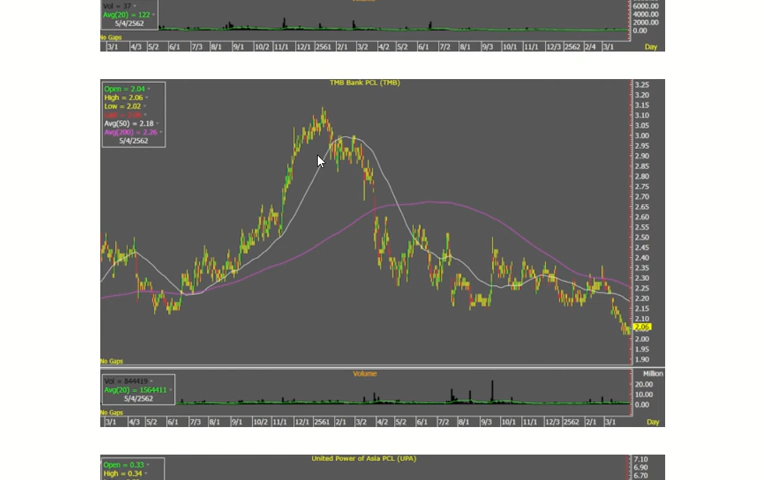 Vol = 37
Avg(20) = 122
5/4/2562
No Gaps
6000.00
4000.00
2000.00
0.00
3/1 4/3 5/2 6/1 7/3 8/1 9/1 10/2 11/1 12/1 2561 2/1 3/1 4/2 5/2 6/1 7/2 8/1 9/3 10/1 11/1 12/3 2562 2/4 3/1 Day
TMB Bank PCL (TMB)
Open = 2.04
High = 2.06
Low = 2.02
Avg(50) = 2.18
Avg(200) = 2.26
5/4/2562
3.25
3.20
3.15
3.10
3.05
3.00
2.95
2.90
2.85
2.80
2.75
2.70
2.65
2.60
2.55
2.50
2.45
2.40
2.35
2.30
2.25
2.20
2.15
2.10
2.06
2.00
1.95
1.90
No Gaps
Volume
Million
Vol = 844419
Avg(20) = 1564411
5/4/2562
20.00
10.00
0.00
No Gaps
3/1 4/3 5/2 6/1 7/3 8/1 9/1 10/2 11/1 12/1 2561 2/1 3/1 4/2 5/2 6/1 7/2 8/1 9/3 10/1 11/1 12/3 2562 2/1 3/1 Day
United Power of Asia PCL (UPA)
Open = 0.33
High = 0.34
7.10
6.90
6.70